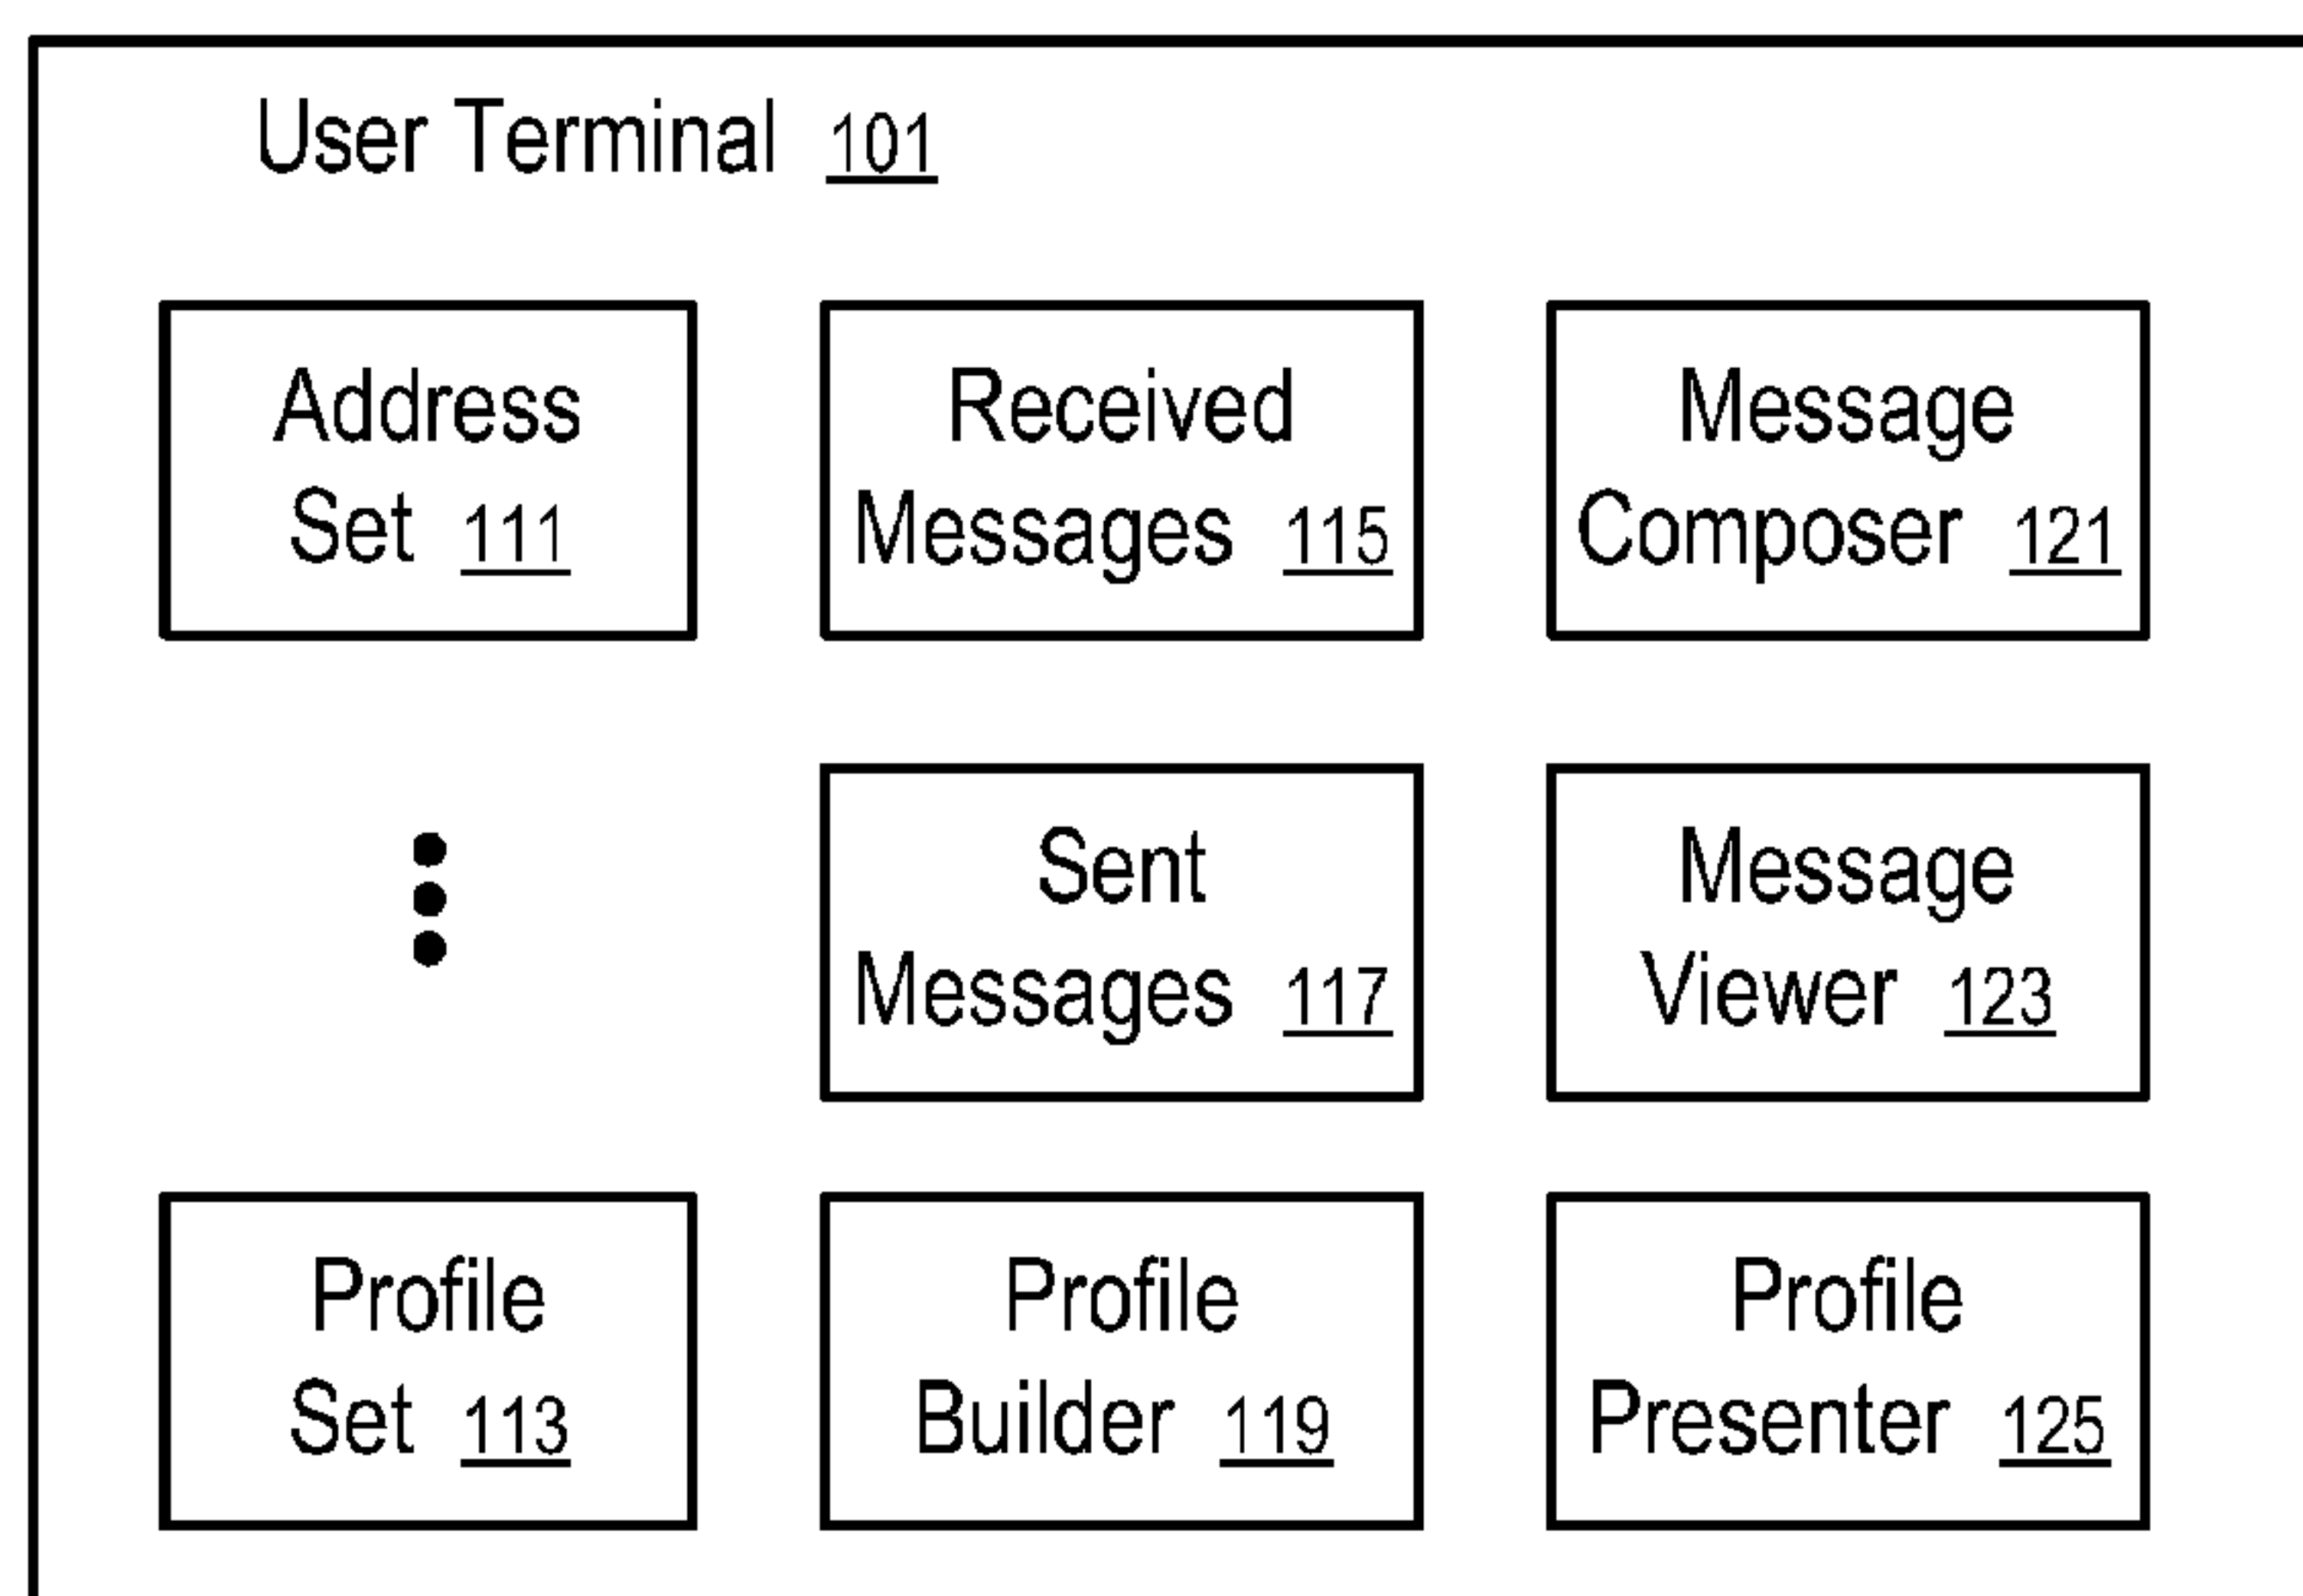 User Terminal 101
Address
Set 111
Received
Messages 115
Message
Composer 121
Sent
Messages 117
Message
Viewer 123
Profile
Set 113
Profile
Builder 119
Profile
Presenter 125